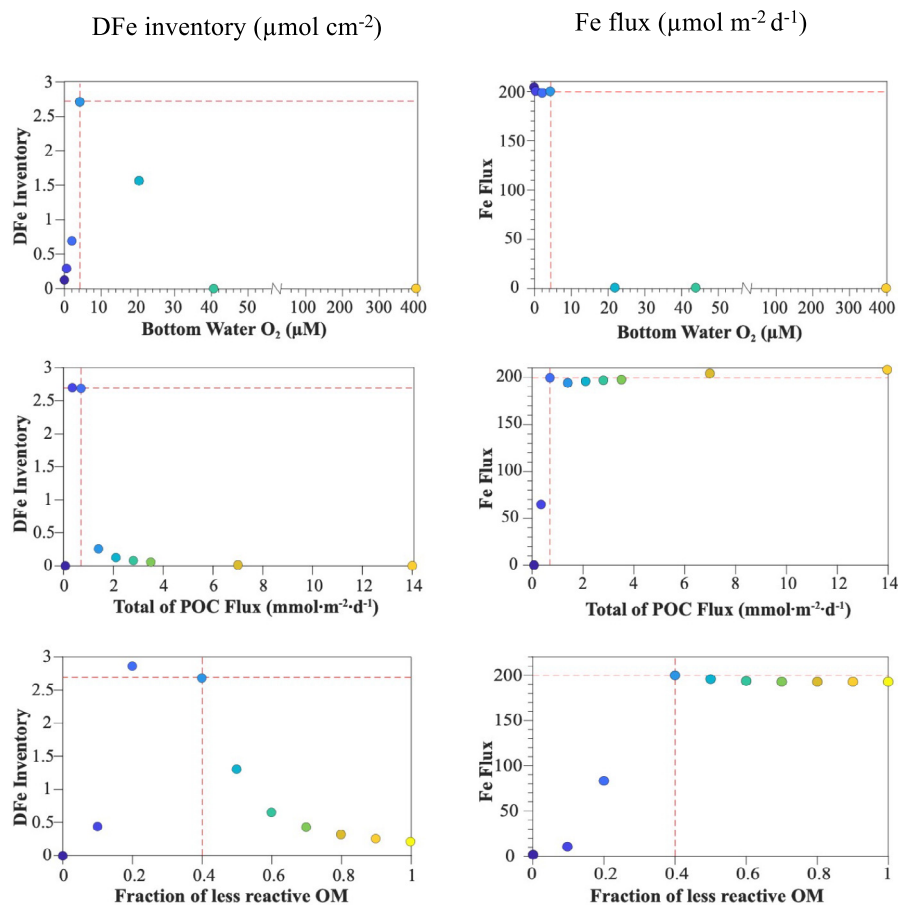 DFe inventory (µmol cm-2)
Fe flux (µmol m-2 d-1)
DFe Inventory
3
2.5
2
1.5
1
0.5
0
0 10 20 30 40 50 100 200 300 400
Bottom Water O2 (µM)
Fe Flux
200
150
100
50
0
0 10 20 30 40 50 100 200 300 400
Bottom Water O2 (µM)
DFe Inventory
3
2.5
2
1.5
1
0.5
0
0 2 4 6 8 10 12 14
Total of POC Flux (mmol·m-2·d-1)
Fe Flux
200
150
100
50
0
0 2 4 6 8 10 12 14
Total of POC Flux (mmol·m-2·d-1)
DFe Inventory
3
2.5
2
1.5
1
0.5
0
0 0.2 0.4 0.6 0.8 1
Fraction of less reactive OM
Fe Flux
200
150
100
50
0
0 0.2 0.4 0.6 0.8 1
Fraction of less reactive OM